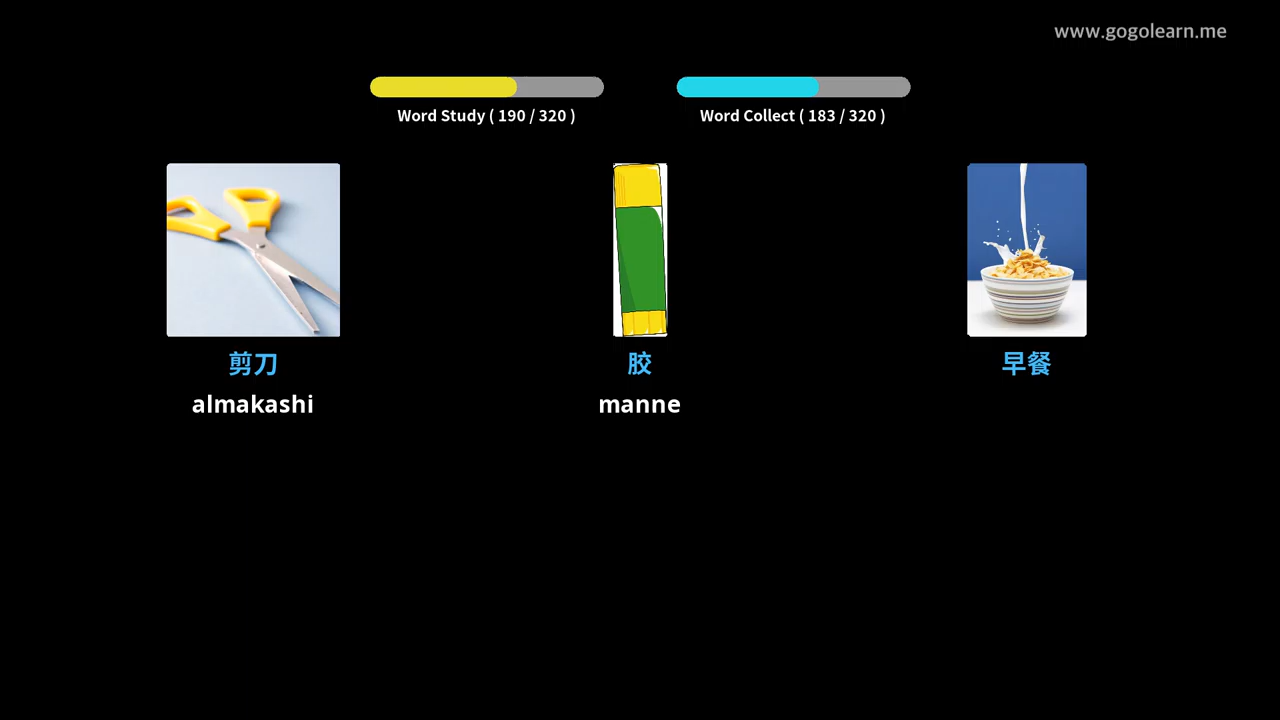 www.gogolearn.me
Word Study ( 190 / 320 )
Word Collect ( 183 / 320 )
剪刀
胶
早餐
almakashi
manne